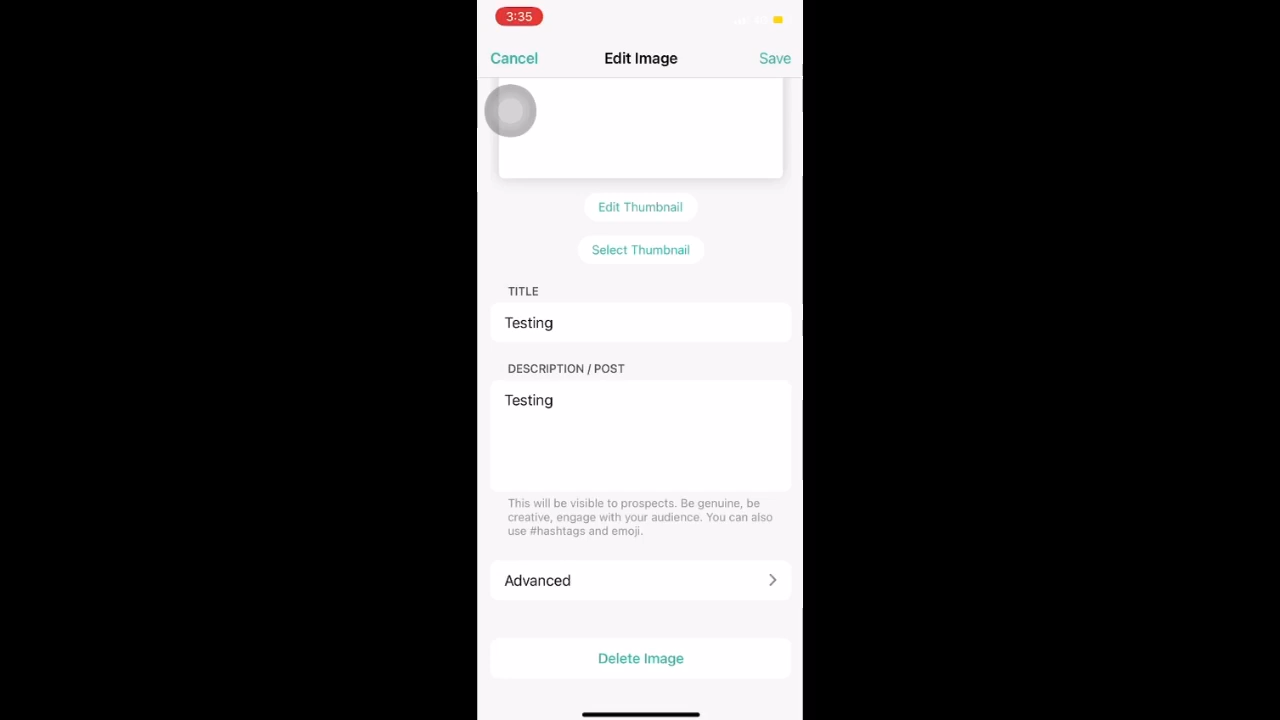 3:35
Cancel Edit Image Save
Edit Thumbnail
Select Thumbnail
TITLE
Testing
DESCRIPTION / POST
Testing
This will be visible to prospects. Be genuine, be
creative, engage with your audience. You can also
use #hashtags and emoji.
Advanced
Delete Image